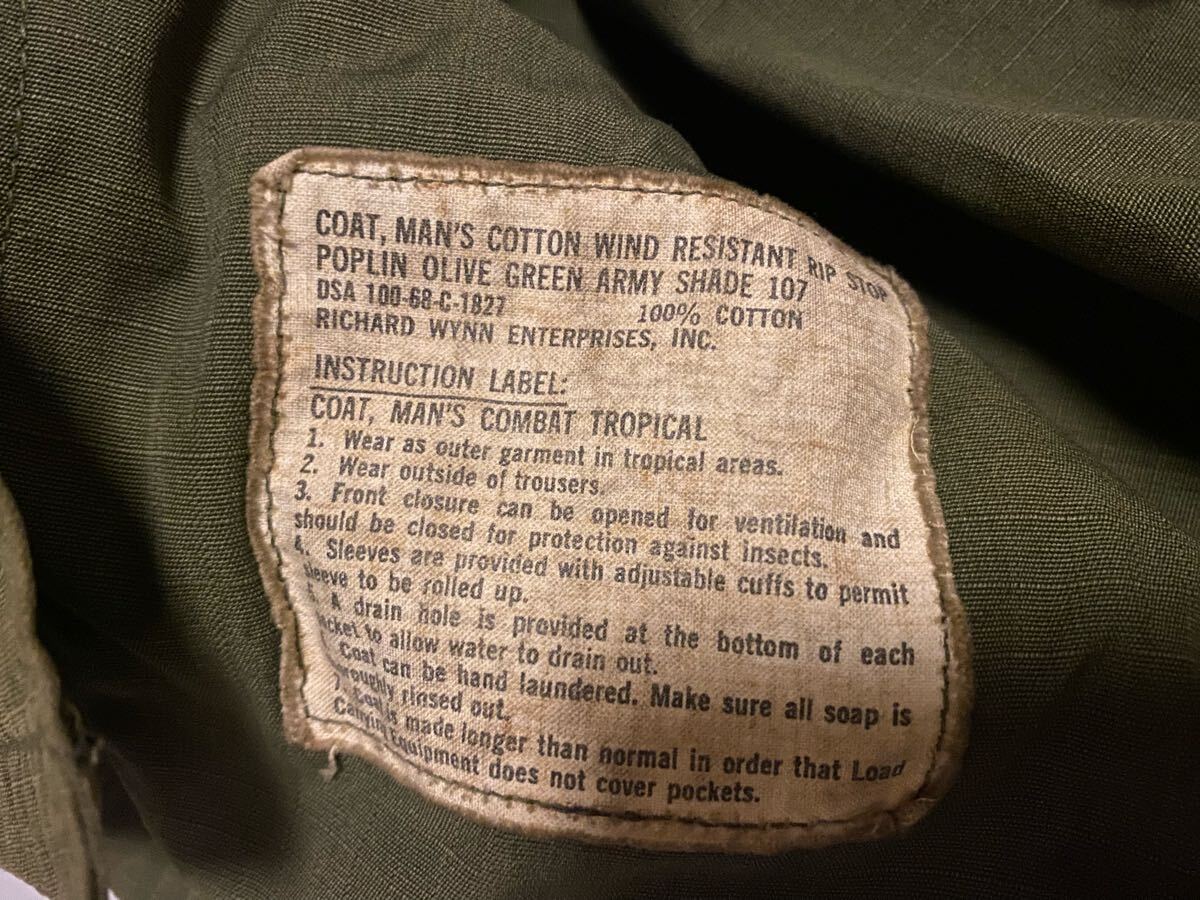 COAT, MAN'S COTTON WIND RESISTANT RIP STOP
POPLIN OLIVE GREEN ARMY SHADE 107
DSA 100-68-C-1827 100% COTTON
RICHARD WYNN ENTERPRISES, INC.
INSTRUCTION LABEL:
COAT, MAN'S COMBAT TROPICAL
1. Wear as outer garment in tropical areas.
2. Wear outside of trousers.
3. Front closure can be opened for ventilation and
should be closed for protection against insects.
4. Sleeves are provided with adjustable cuffs to permit
sleeve to be rolled up.
A drain hole is provided at the bottom of each
to allow water to drain out.
Coat can be hand laundered. Make sure all soap is
rinsed out.
7. Coat is made longer than normal in order that Load
Carrying Equipment does not cover pockets.